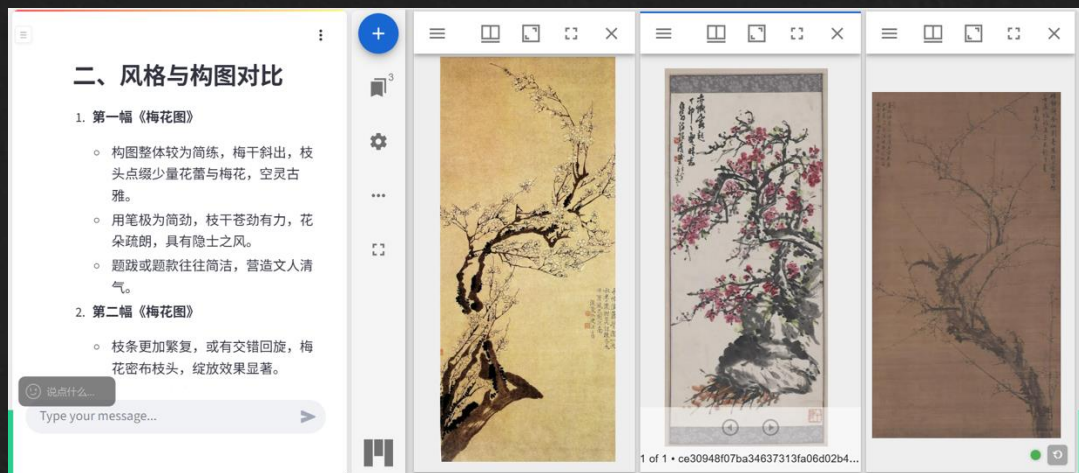 二、风格与构图对比
1. 第一幅《梅花图》
○ 构图整体较为简练，梅干斜出，枝
头点缀少量花蕾与梅花，空灵古
雅。
○ 用笔极为简劲，枝干苍劲有力，花
朵疏朗，具有隐士之风。
○ 题跋或题款往往简洁，营造文人清
气。
2. 第二幅《梅花图》
○ 枝条更加繁复，或有交错回旋，梅
花密布枝头，绽放效果显著。
说点什么...
Type your message...
3
1 of 1 • ce30948f07ba34637313fa06d02b4...